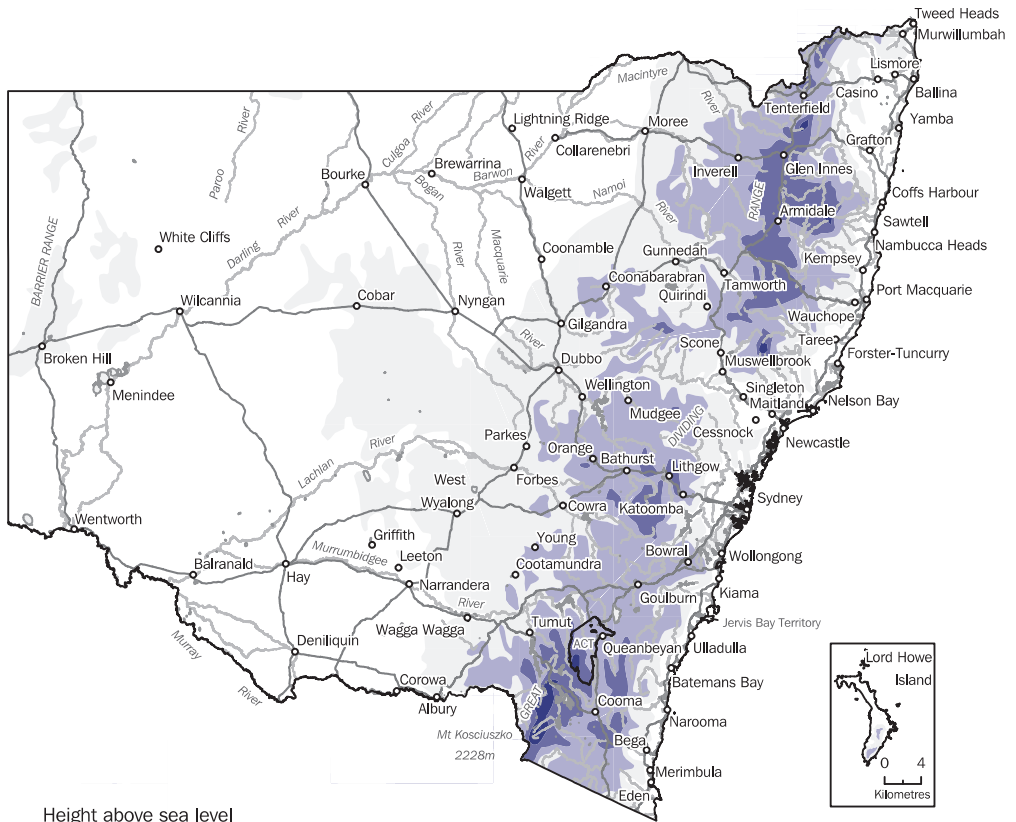 Tweed Heads
Murwillumbah
Lismore
Casino
Ballina
Macintyre
River
Tenterfield
Lightning Ridge
Moree
Yamba
River
Culgoa
River
Paroo
River
Collarenebri
Grafton
Brewarrina
Barwon
Inverell
Glen Innes
Bourke
Bogan
Walgett
Namoi
River
RANGE
Coffs Harbour
Armidale
Sawtell
BARRIER RANGE
White Cliffs
Darling
River
River
Macquarie
Coonamble
Gunnedah
Nambucca Heads
Kempsey
Coonabarabran
Tamworth
Quirindi
Port Macquarie
Wilcannia
Cobar
Nyngan
Wauchope
Gilgandra
River
Scone
Taree
Broken Hill
Dubbo
Muswellbrook
Forster-Tuncurry
Menindee
Wellington
Singleton
Maitland
Nelson Bay
Mudgee
DIVIDING
Cessnock
Newcastle
Parkes
Orange
Bathurst
Lithgow
Lachlan
River
Forbes
West
Wyalong
Cowra
Katoomba
Sydney
Wentworth
Griffith
Young
Bowral
Wollongong
Murrumbidgee
Leeton
Cootamundra
Balranald
Hay
Narrandera
River
Goulburn
Kiama
Wagga Wagga
Tumut
Jervis Bay Territory
ACT
Queanbeyan
Ulladulla
Murray
River
Deniliquin
Lord Howe
Island
Corowa
Albury
GREAT
Batemans Bay
Cooma
Narooma
Mt Kosciuszko
2228m
Bega
Merimbula
Eden
0 4
Kilometres
Height above sea level